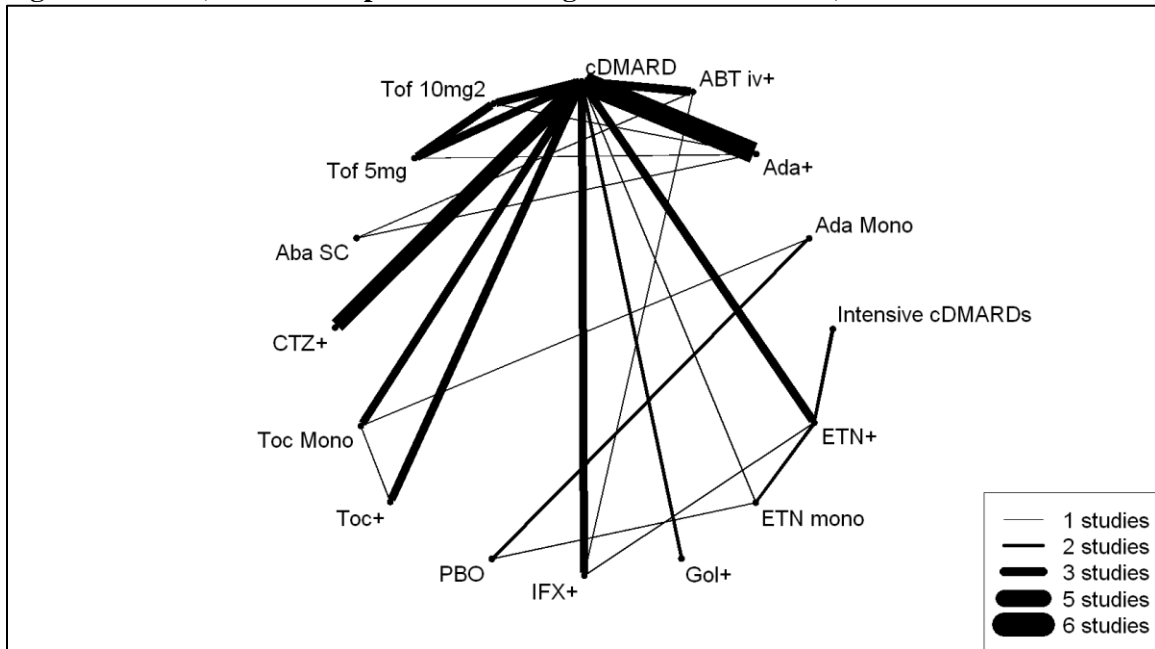 cDMARD
ABT iv+
Tof 10mg2
Tof 5mg
Ada+
Aba SC
Ada Mono
CTZ+
Intensive cDMARDs
Toc Mono
ETN+
Toc+
ETN mono
PBO
IFX+
Gol+
1 studies
2 studies
3 studies
5 studies
6 studies